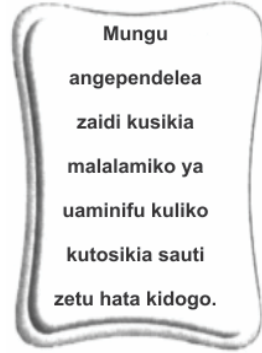 Mungu
angependelea
zaidi kusikia
malalamiko ya
uaminifu kuliko
kutosikia sauti
zetu hata kidogo.